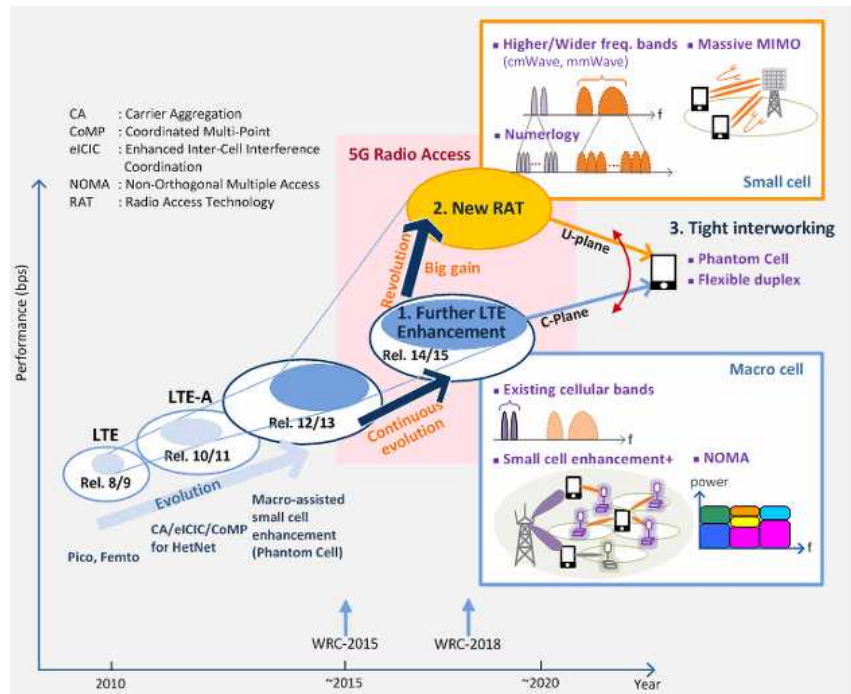 Higher/Wider freq. bands
(cmWave, mmWave)
f
Numerlogy
Massive MIMO
Small cell
CA : Carrier Aggregation
CoMP : Coordinated Multi-Point
eICIC : Enhanced Inter-Cell Interference
Coordination
NOMA : Non-Orthogonal Multiple Access
RAT : Radio Access Technology
5G Radio Access
2. New RAT
U-plane
3. Tight interworking
Phantom Cell
Flexible duplex
Revolution
Big gain
1. Further LTE
Enhancement
Rel. 14/15
C-Plane
Performance (bps)
LTE
Rel. 8/9
LTE-A
Rel. 10/11
Rel. 12/13
Continuous
evolution
Evolution
Pico, Femto
CA/eICIC/CoMP
for HetNet
Macro-assisted
small cell
enhancement
(Phantom Cell)
Macro cell
Existing cellular bands
f
Small cell enhancement+
NOMA
power
f
WRC-2015
WRC-2018
2010
~2015
~2020
Year